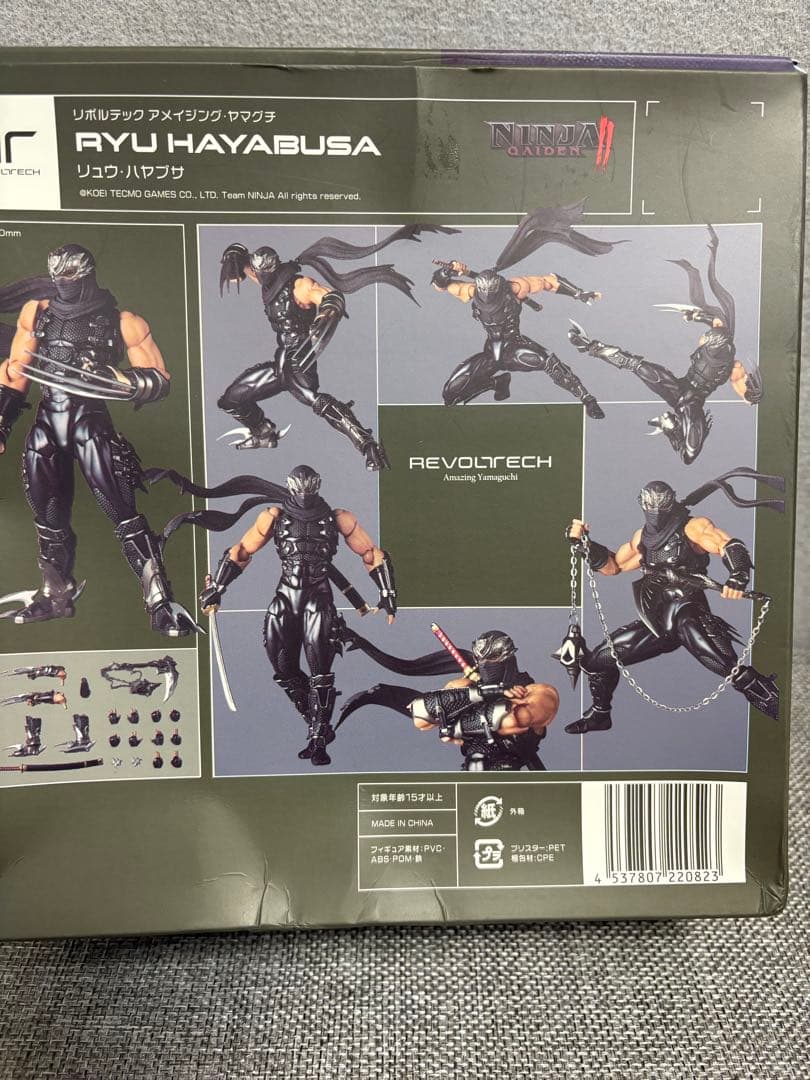 リボルテック アメイジング・ヤマグチ
RYU HAYABUSA
リュウ・ハヤブサ
©KOEI TECMO GAMES CO., LTD. Team NINJA All rights reserved.
NINJA II
GAIDEN
REVOLTECH
Amazing Yamaguchi
対象年齢15才以上
MADE IN CHINA
フィギュア素材:PVC・
ABS・POM・鉄
紙 外箱
プラ ブリスター:PET
梱包材:CPE
4 537807 220823